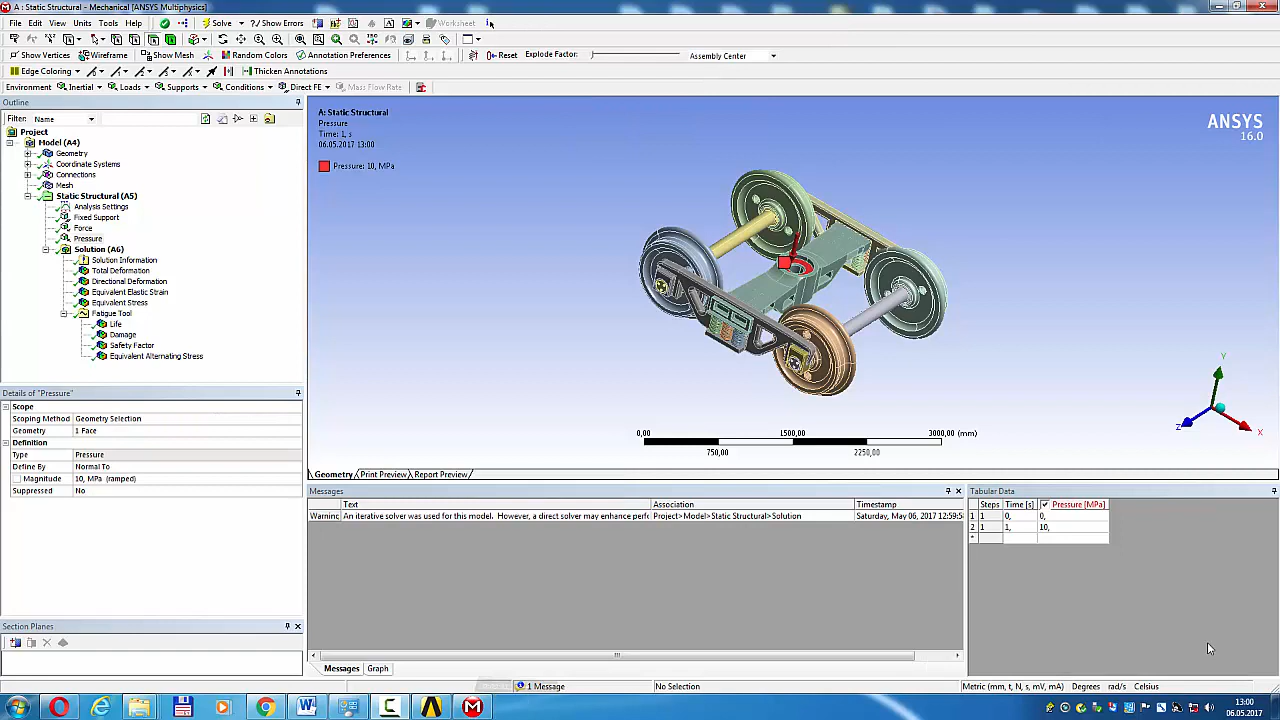 A : Static Structural - Mechanical [ANSYS Multiphysics]
File Edit View Units Tools Help Solve Show Errors Worksheet
Show Vertices Wireframe Show Mesh Random Colors Annotation Preferences Reset Explode Factor: Assembly Center
Edge Coloring Thicken Annotations
Environment Inertial Loads Supports Conditions Direct FE Mass Flow Rate
Outline
Filter: Name
Project
Model (A4)
Geometry
Coordinate Systems
Connections
Mesh
Static Structural (A5)
Analysis Settings
Fixed Support
Force
Pressure
Solution (A6)
Solution Information
Total Deformation
Directional Deformation
Equivalent Elastic Strain
Equivalent Stress
Fatigue Tool
Life
Damage
Safety Factor
Equivalent Alternating Stress
Details of "Pressure"
Scope
Scoping Method Geometry Selection
Geometry 1 Face
Definition
Type Pressure
Define By Normal To
Magnitude 10, MPa (ramped)
Suppressed No
Section Planes
A: Static Structural
Pressure
Time: 1, s
06.05.2017 13:00
Pressure: 10, MPa
ANSYS
16.0
Y
Z
X
0,00 1500,00 3000,00 (mm)
750,00 2250,00
Geometry Print Preview Report Preview
Messages
Text Association Timestamp
Warning An iterative solver was used for this model. However, a direct solver may enhance perfo Project>Model>Static Structural>Solution Saturday, May 06, 2017 12:59:5
Messages Graph
Tabular Data
Steps Time [s] Pressure [MPa]
1 1 0, 0,
2 1 1, 10,
*
1 Message No Selection Metric (mm, t, N, s, mV, mA) Degrees rad/s Celsius
13:00
06.05.2017